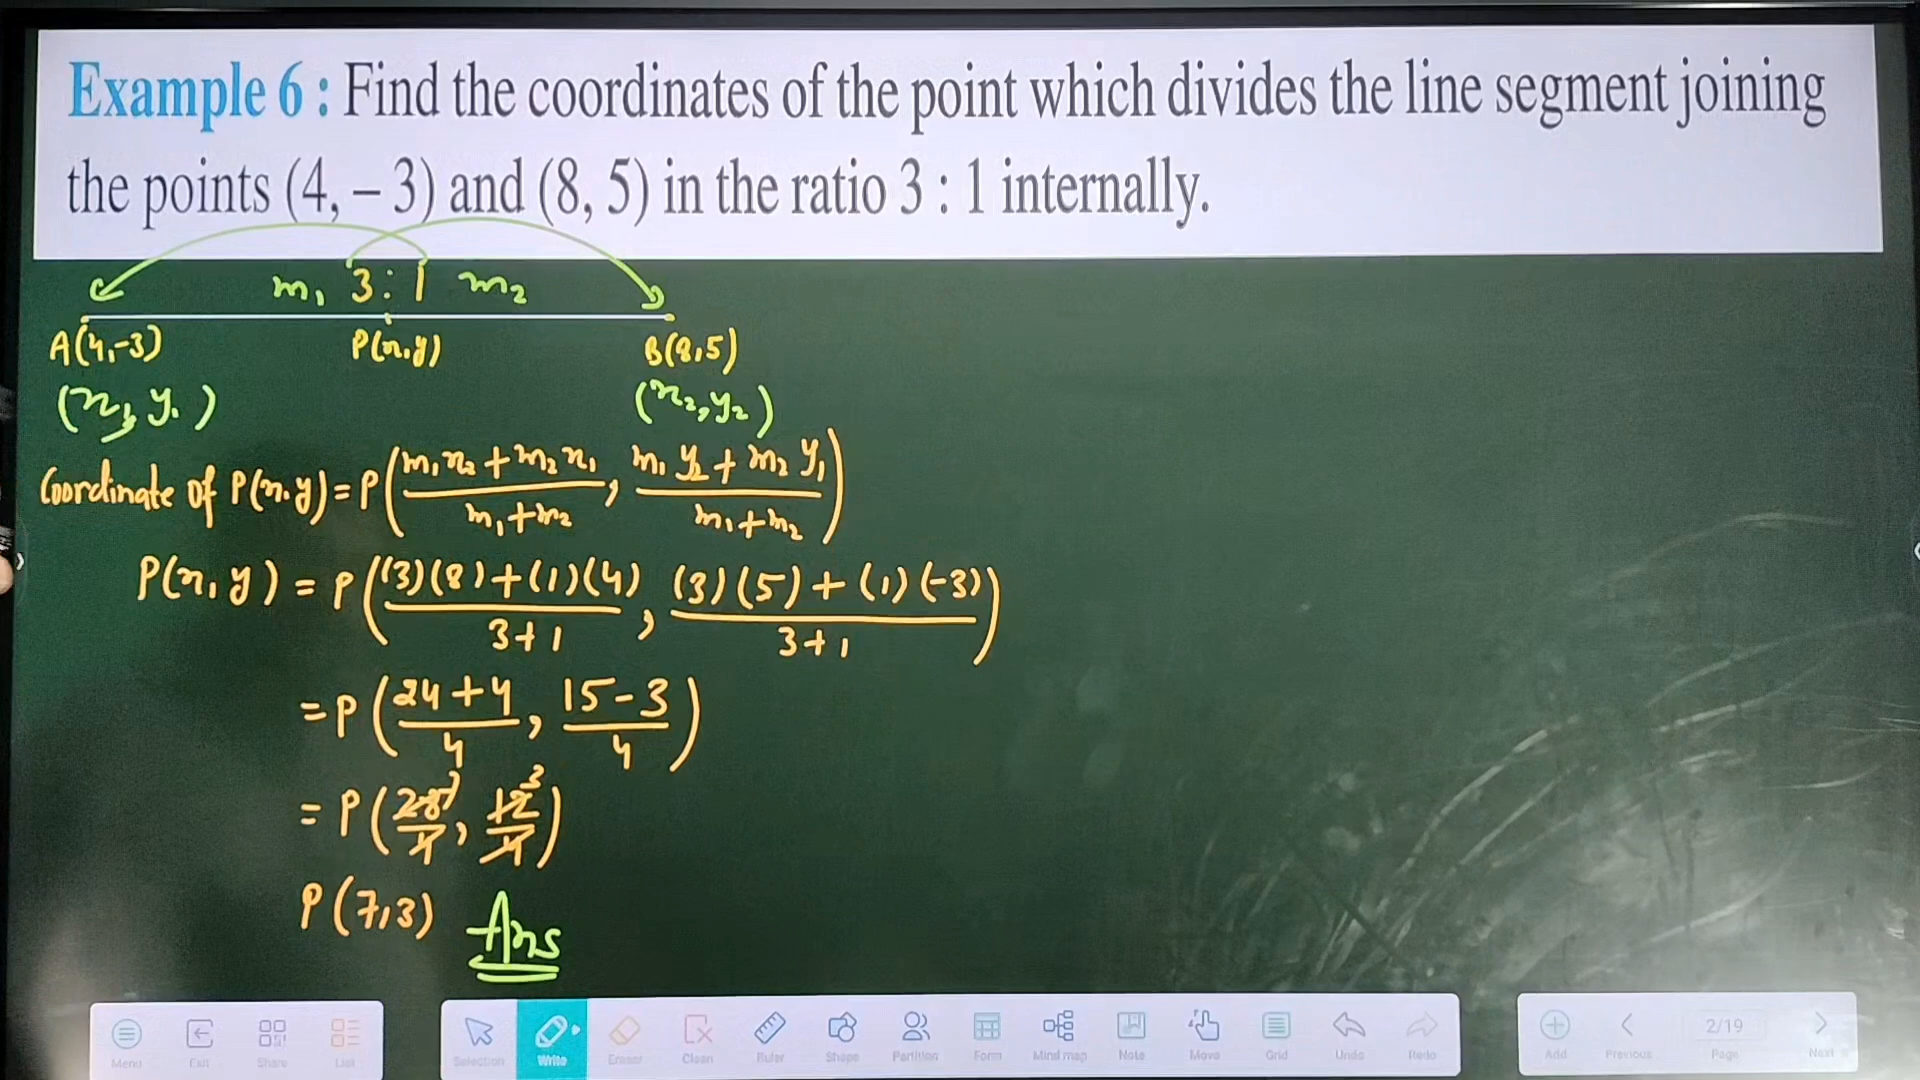 Example 6 : Find the coordinates of the point which divides the line segment joining
the points (4, – 3) and (8, 5) in the ratio 3 : 1 internally.
m₁ 3 : 1 m₂
A(4,-3) P(x,y) B(8,5)
(x₁, y₁) (x₂, y₂)
Coordinate of P(x,y) = P((m₁x₂ + m₂x₁)/(m₁+m₂), (m₁y₂ + m₂y₁)/(m₁+m₂))
P(x,y) = P(((3)(8)+(1)(4))/(3+1), ((3)(5)+(1)(-3))/(3+1))
= P((24+4)/4, (15-3)/4)
= P(28/4 7, 12/4 3)
P(7,3) Ans
Menu Exit Share List Selection Write Eraser Clean Ruler Shape Partition Form Mind map Note Move Grid Undo Redo Add Previous 2/19 Page Next